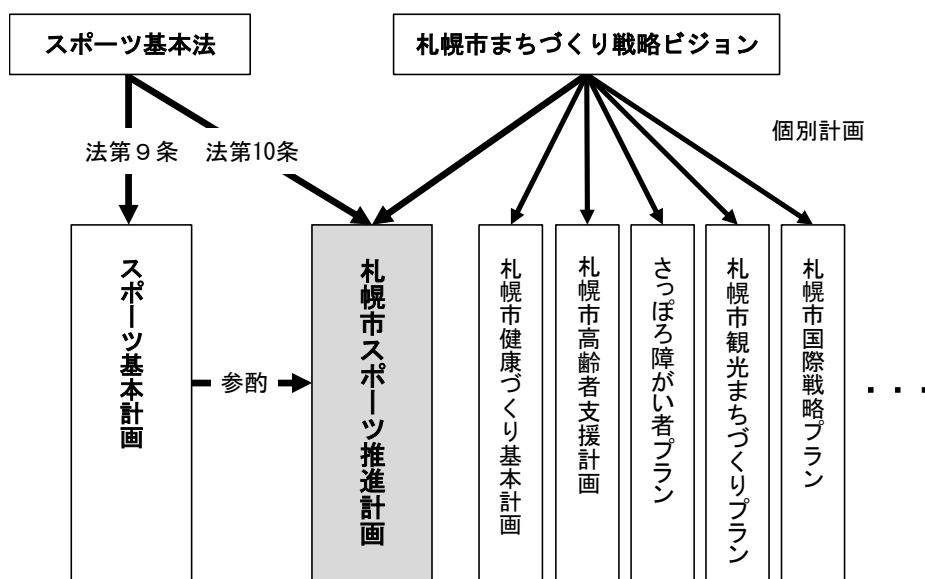 スポーツ基本法
札幌市まちづくり戦略ビジョン
法第９条
法第10条
個別計画
スポーツ基本計画
参酌
札幌市スポーツ推進計画
札幌市健康づくり基本計画
札幌市高齢者支援計画
さっぽろ障がい者プラン
札幌市観光まちづくりプラン
札幌市国際戦略プラン
・・・